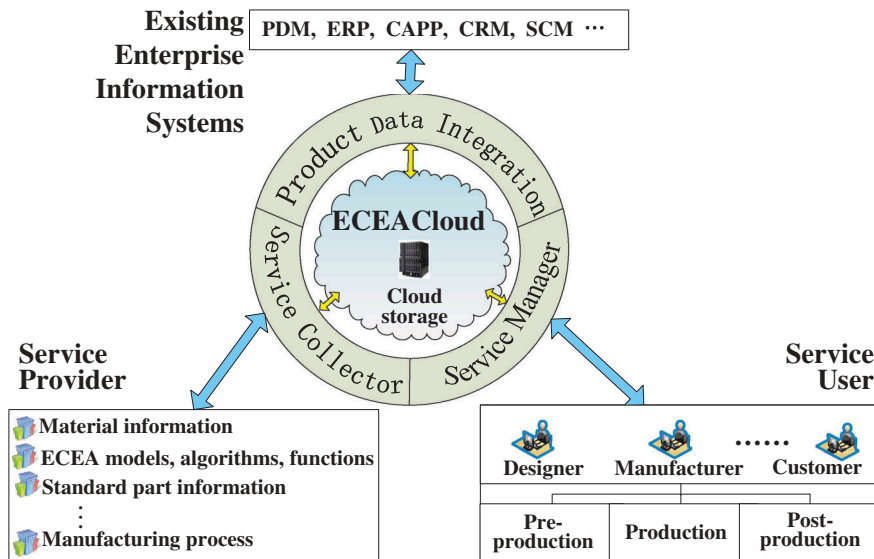 Existing
Enterprise
Information
Systems
PDM, ERP, CAPP, CRM, SCM ···
Product Data Integration
ECEACloud
Cloud
storage
Service Collector
Service Manager
Service
Provider
Material information
ECEA models, algorithms, functions
Standard part information
⋮
Manufacturing process
Service
User
Designer Manufacturer ······ Customer
Pre-
production
Production
Post-
production